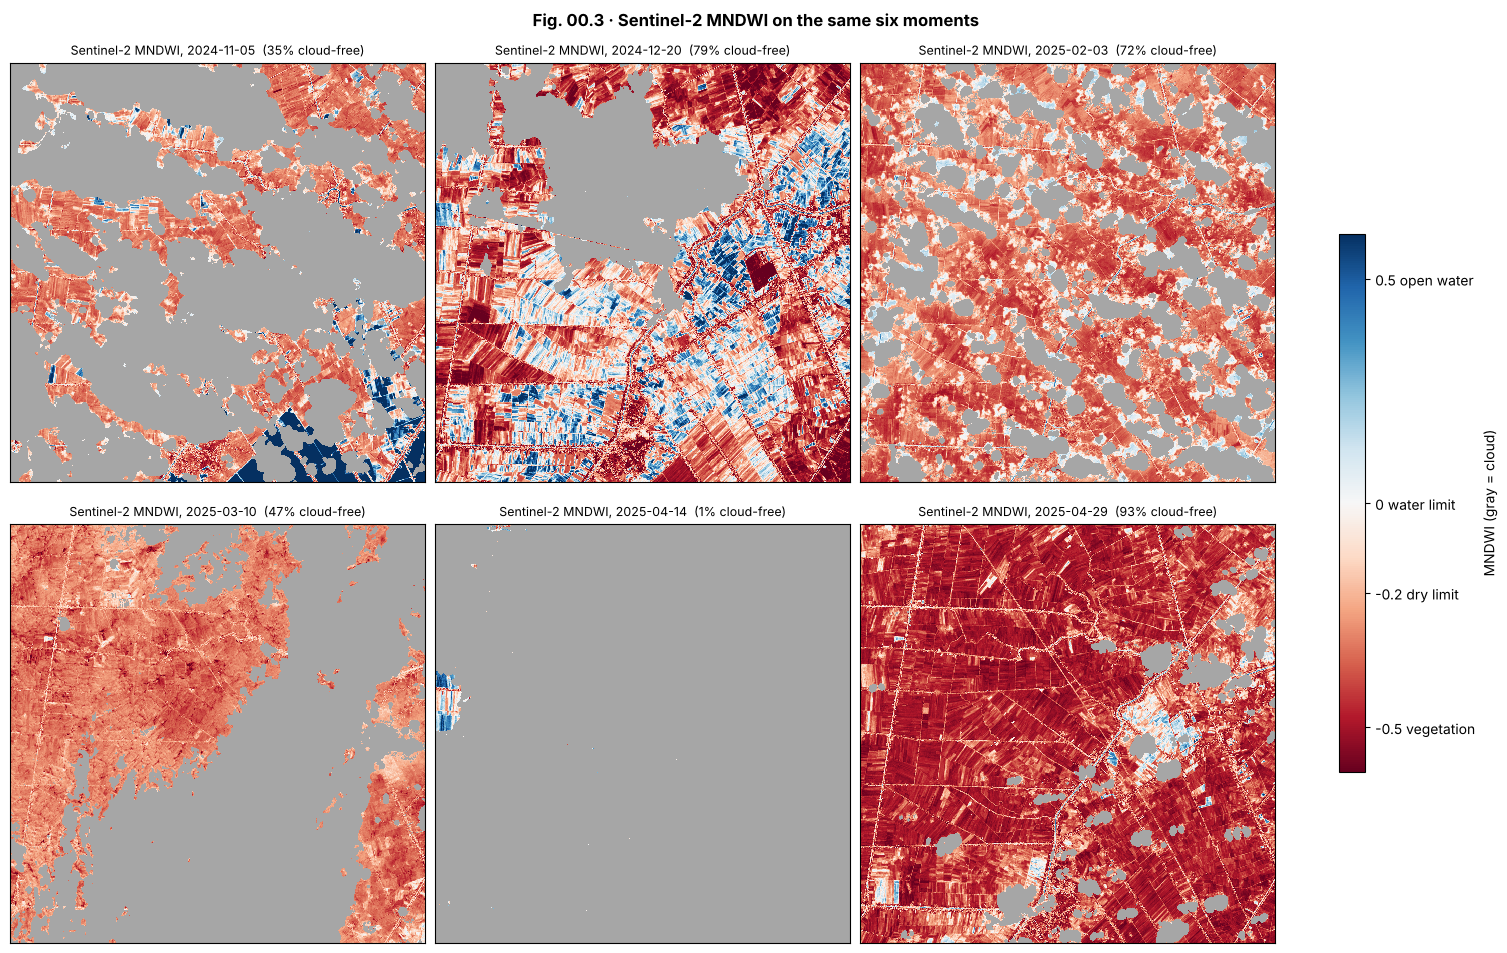 Fig. 00.3 · Sentinel-2 MNDWI on the same six moments
Sentinel-2 MNDWI, 2024-11-05 (35% cloud-free)
Sentinel-2 MNDWI, 2024-12-20 (79% cloud-free)
Sentinel-2 MNDWI, 2025-02-03 (72% cloud-free)
Sentinel-2 MNDWI, 2025-03-10 (47% cloud-free)
Sentinel-2 MNDWI, 2025-04-14 (1% cloud-free)
Sentinel-2 MNDWI, 2025-04-29 (93% cloud-free)
0.5 open water
0 water limit
-0.2 dry limit
-0.5 vegetation
MNDWI (gray = cloud)